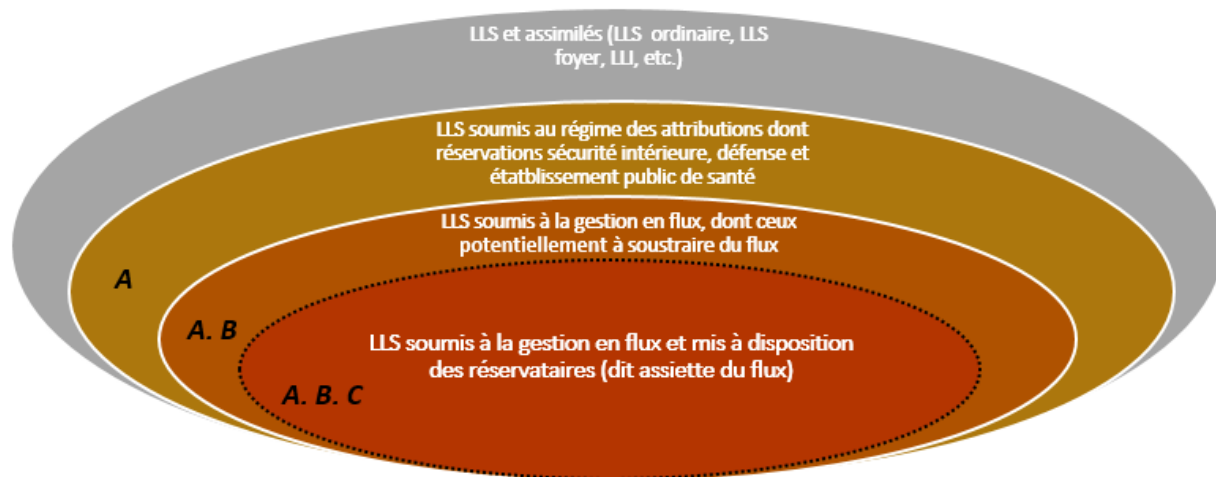 LLS et assimilés (LLS ordinaire, LLS
foyer, LLI, etc.)
LLS soumis au régime des attributions dont
réservations sécurité intérieure, défense et
étatblissement public de santé
LLS soumis à la gestion en flux, dont ceux
potentiellement à soustraire du flux
A
A. B
LLS soumis à la gestion en flux et mis à disposition
des réservataires (dit assiette du flux)
A. B. C